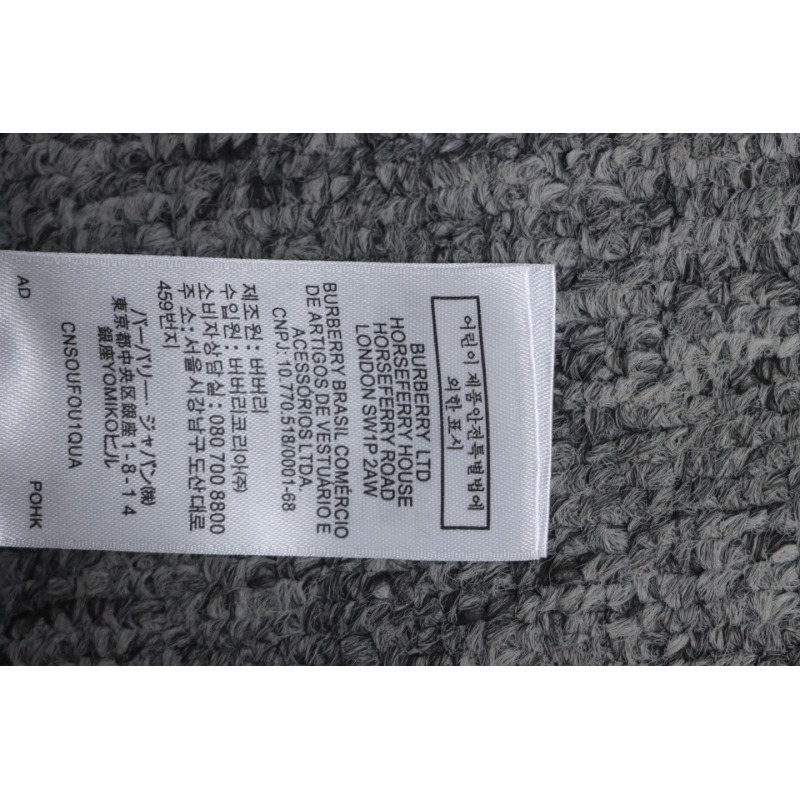 어린이 제품안전특별법에
의한 표시
BURBERRY LTD
HORSEFERRY HOUSE
HORSEFERRY ROAD
LONDON SW1P 2AW
BURBERRY BRASIL COMÉRCIO
DE ARTIGOS DE VESTUÁRIO E
ACESSORIOS LTDA.
CNPJ: 10.770.518/0001-68
제조원 : 버버리
수입원 : 버버리코리아㈜
소비자상담실 : 080 700 8800
주 소 : 서울시강남구 도산대로
459번지
バーバリー・ジャパン㈱
東京都中央区銀座1-8-14
銀座YOMIKOビル
CNSOUFOU1QUA
AD POHK